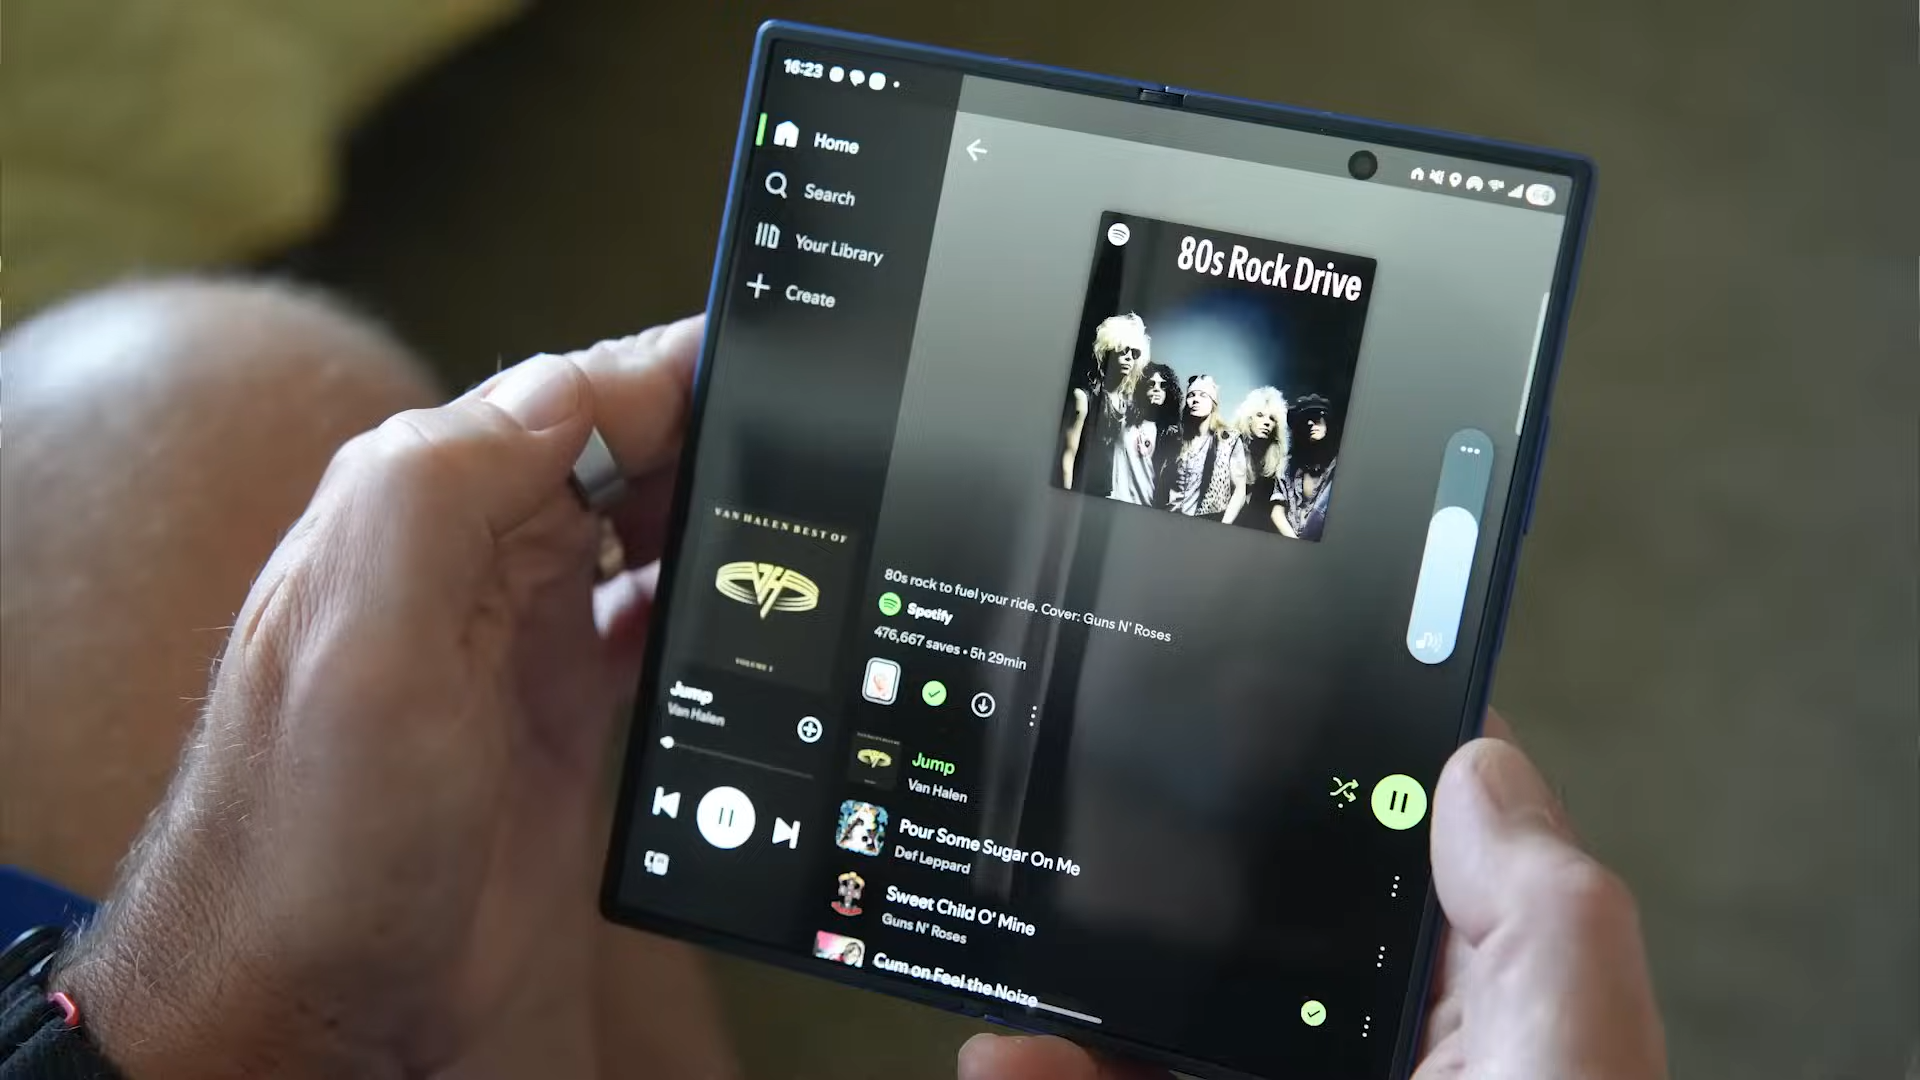 16:23
Home
Search
Your Library
Create
80s Rock Drive
80s rock to fuel your ride. Cover: Guns N' Roses
Spotify
476,667 saves • 5h 29min
VAN HALEN BEST OF
VOLUME I
Jump
Van Halen
Jump
Van Halen
Pour Some Sugar On Me
Def Leppard
Sweet Child O' Mine
Guns N' Roses
Cum on Feel the Noize